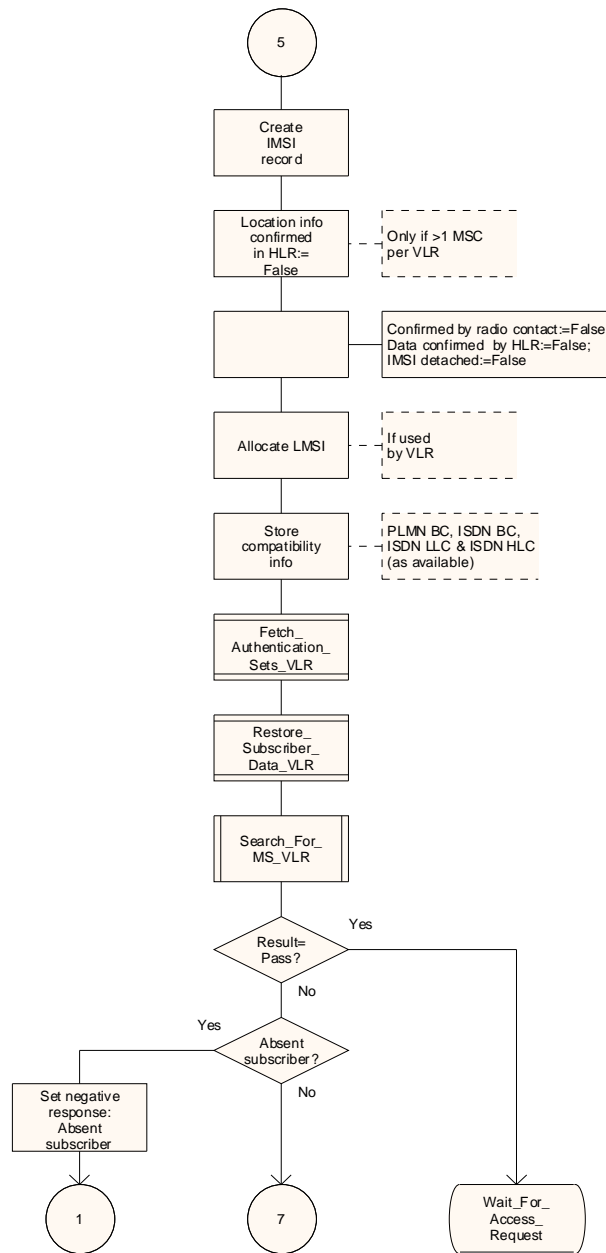 5
Create
IMSI
record
Location info
confirmed
in HLR:=
False
Only if >1 MSC
per VLR
Confirmed by radio contact:=False
Data confirmed by HLR:=False;
IMSI detached:=False
Allocate LMSI
If used
by VLR
Store
compatibility
info
PLMN BC, ISDN BC,
ISDN LLC & ISDN HLC
(as available)
Fetch_
Authentication_
Sets_VLR
Restore_
Subscriber_
Data_VLR
Search_For_
MS_VLR
Result=
Pass?
Yes
No
Absent
subscriber?
Yes
No
Set negative
response:
Absent
subscriber
1
7
Wait_For_
Access_
Request